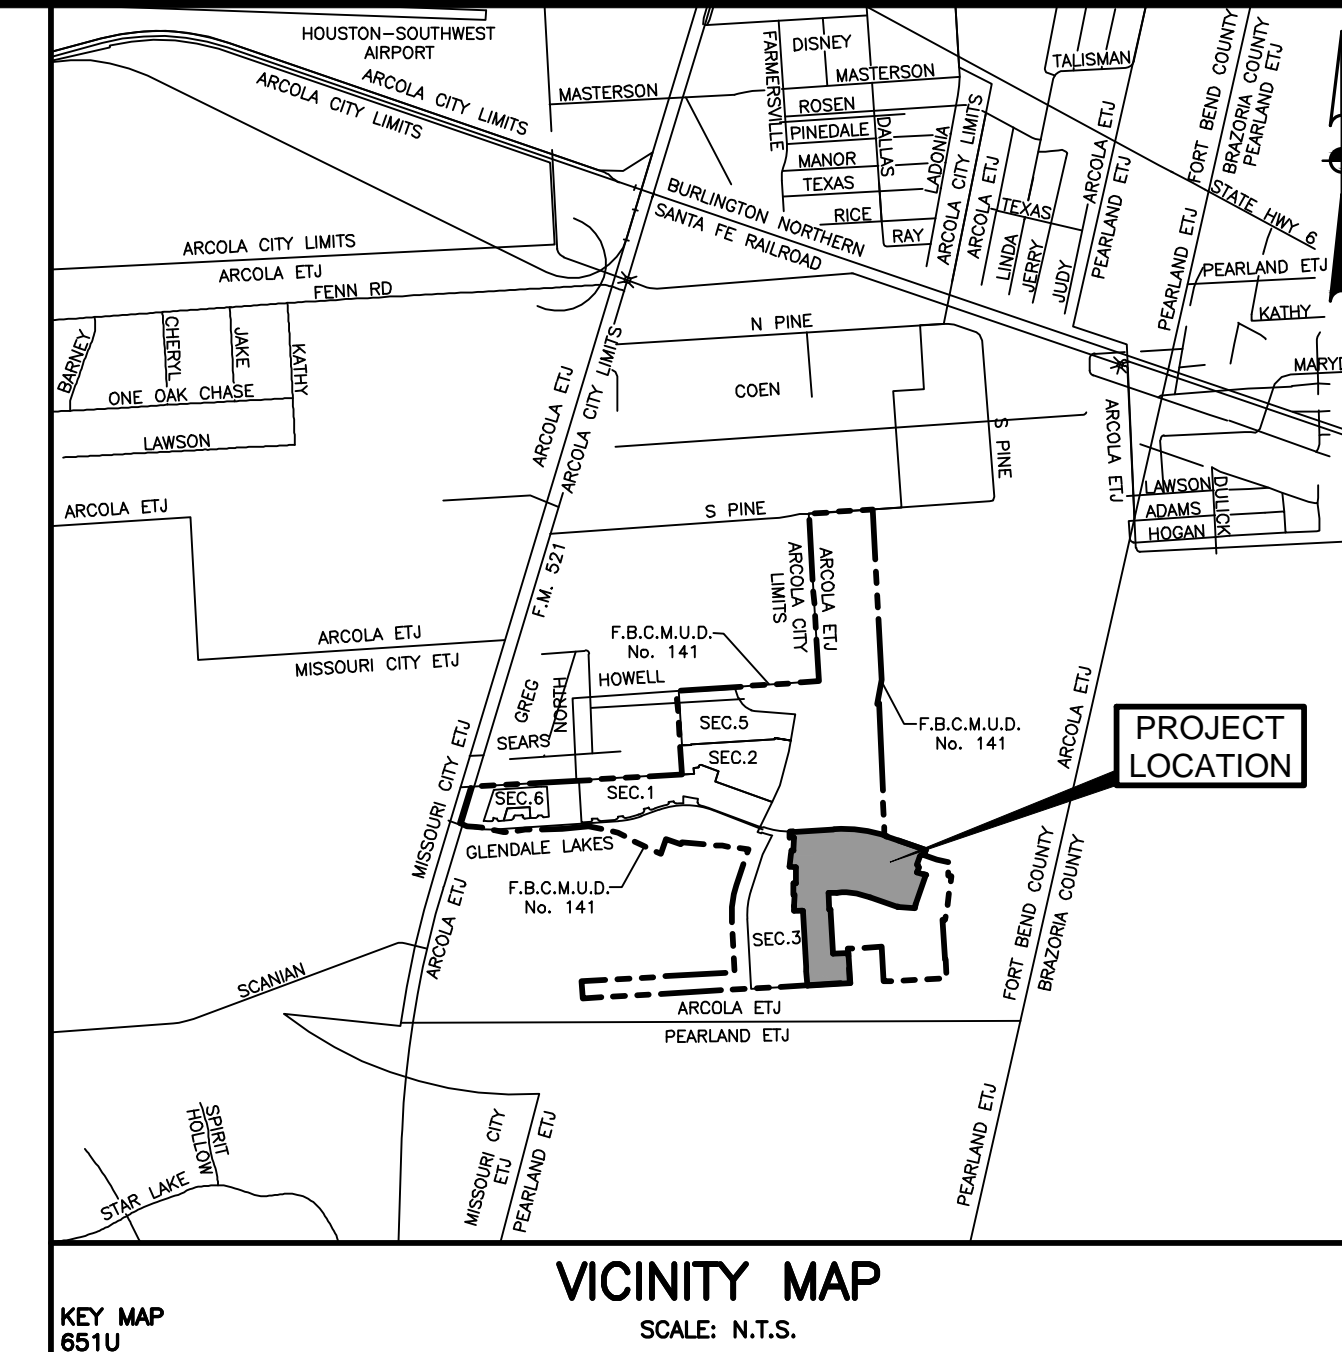 HOUSTON-SOUTHWEST
AIRPORT
ARCOLA CITY LIMITS
ARCOLA CITY LIMITS
MASTERSON
FARMERSVILLE
DISNEY
MASTERSON
ROSEN
PINEDALE
DALLAS
MANOR
TEXAS
RICE
RAY
LADONIA
ARCOLA CITY LIMITS
ARCOLA ETJ
TALISMAN
TEXAS
LINDA
JERRY
JUDY
ARCOLA ETJ
PEARLAND ETJ
FORT BEND COUNTY
BRAZORIA COUNTY
PEARLAND ETJ
STATE HWY 6
PEARLAND ETJ
PEARLAND ETJ
KATHY
BURLINGTON NORTHERN
SANTA FE RAILROAD
ARCOLA CITY LIMITS
ARCOLA ETJ
FENN RD
BARNEY
CHERYL
JAKE
KATHY
ONE OAK CHASE
LAWSON
N PINE
COEN
S PINE
S PINE
ARCOLA ETJ
ARCOLA CITY LIMITS
ARCOLA ETJ
LAWSON
ADAMS
HOGAN
DULICK
ARCOLA ETJ
F.M. 521
ARCOLA CITY
LIMITS
ARCOLA ETJ
ARCOLA ETJ
MISSOURI CITY ETJ
F.B.C.M.U.D.
No. 141
HOWELL
GREG
NORTH
SEARS
SEC.5
SEC.2
SEC.1
SEC.6
F.B.C.M.U.D.
No. 141
ARCOLA ETJ
PROJECT
LOCATION
MISSOURI CITY ETJ
ARCOLA ETJ
GLENDALE LAKES
F.B.C.M.U.D.
No. 141
SEC.3
FORT BEND COUNTY
BRAZORIA COUNTY
SCANIAN
ARCOLA ETJ
PEARLAND ETJ
SPIRIT
HOLLOW
STAR LAKE
MISSOURI CITY
ETJ
PEARLAND ETJ
PEARLAND ETJ
VICINITY MAP
SCALE: N.T.S.
KEY MAP
651U